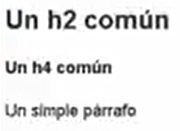 Un h2 común
Un h4 común
Un simple párrafo